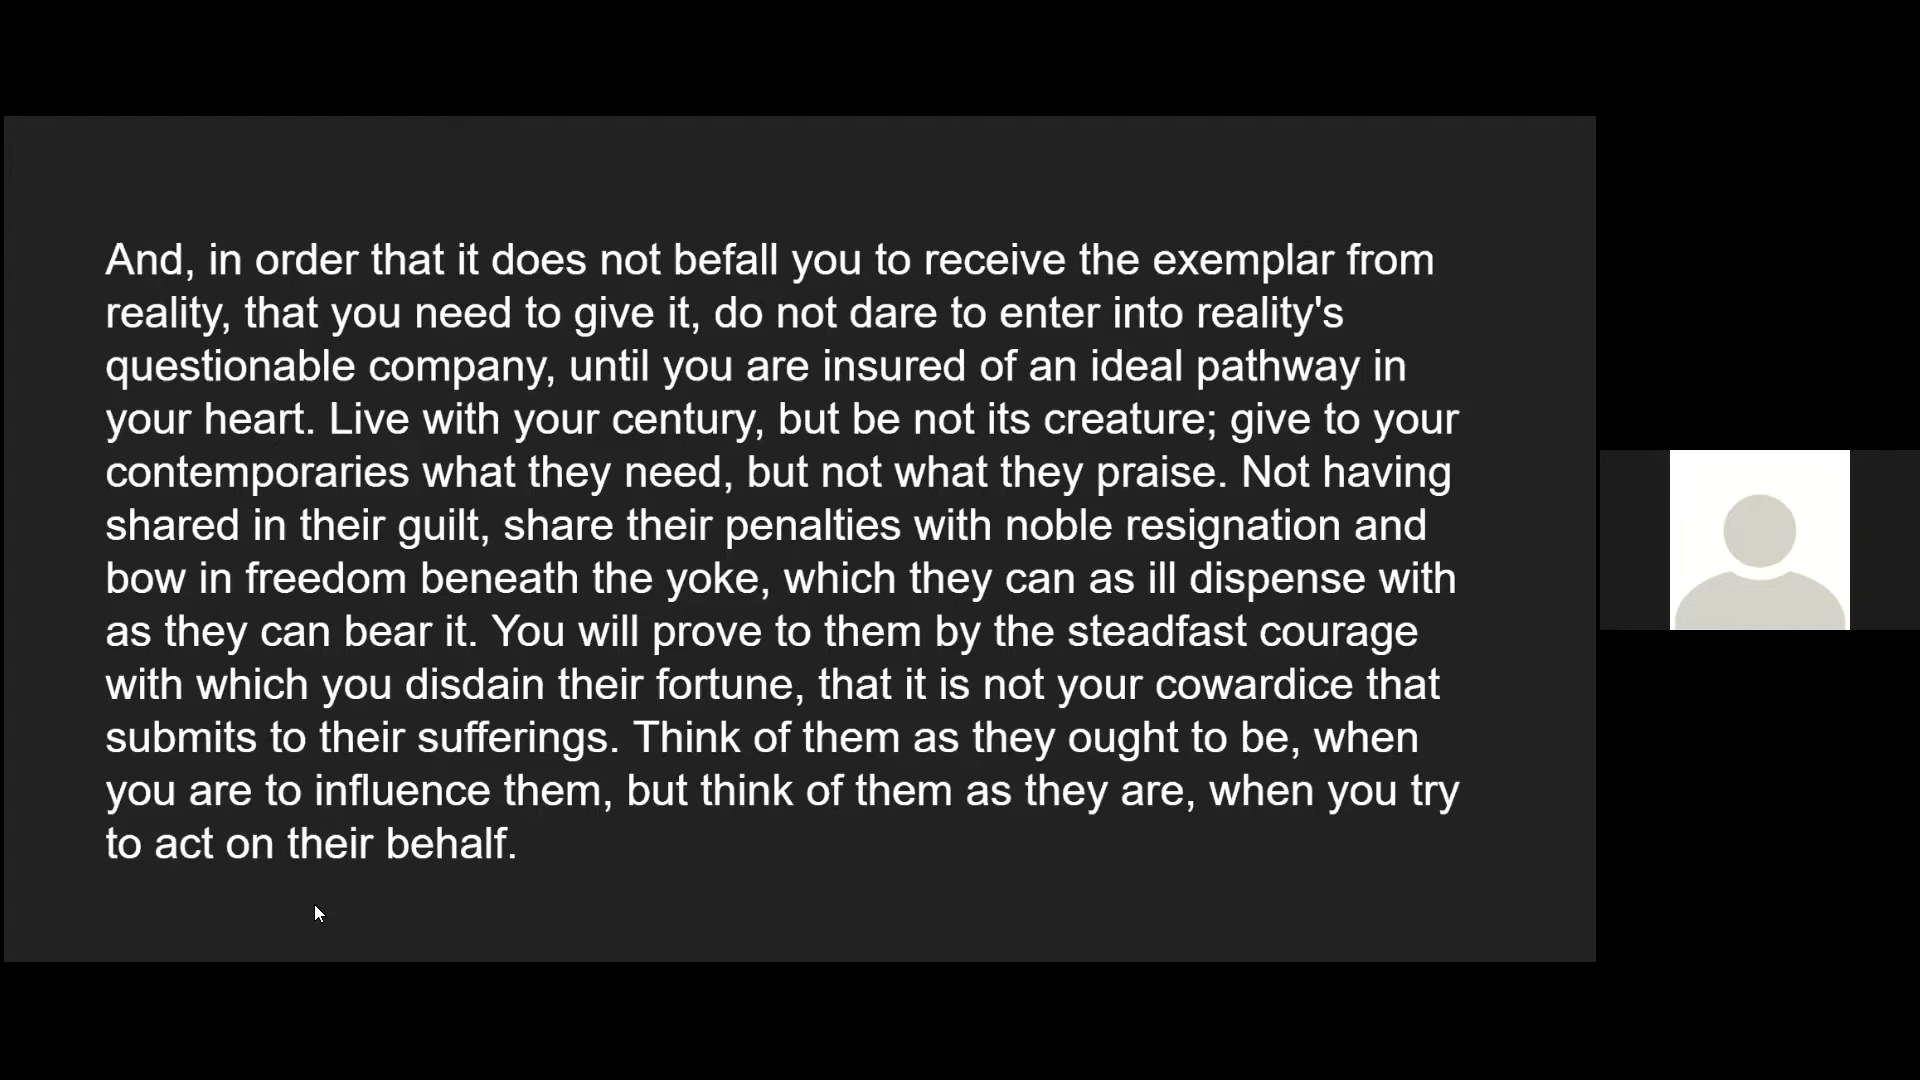 And, in order that it does not befall you to receive the exemplar from
reality, that you need to give it, do not dare to enter into reality's
questionable company, until you are insured of an ideal pathway in
your heart. Live with your century, but be not its creature; give to your
contemporaries what they need, but not what they praise. Not having
shared in their guilt, share their penalties with noble resignation and
bow in freedom beneath the yoke, which they can as ill dispense with
as they can bear it. You will prove to them by the steadfast courage
with which you disdain their fortune, that it is not your cowardice that
submits to their sufferings. Think of them as they ought to be, when
you are to influence them, but think of them as they are, when you try
to act on their behalf.